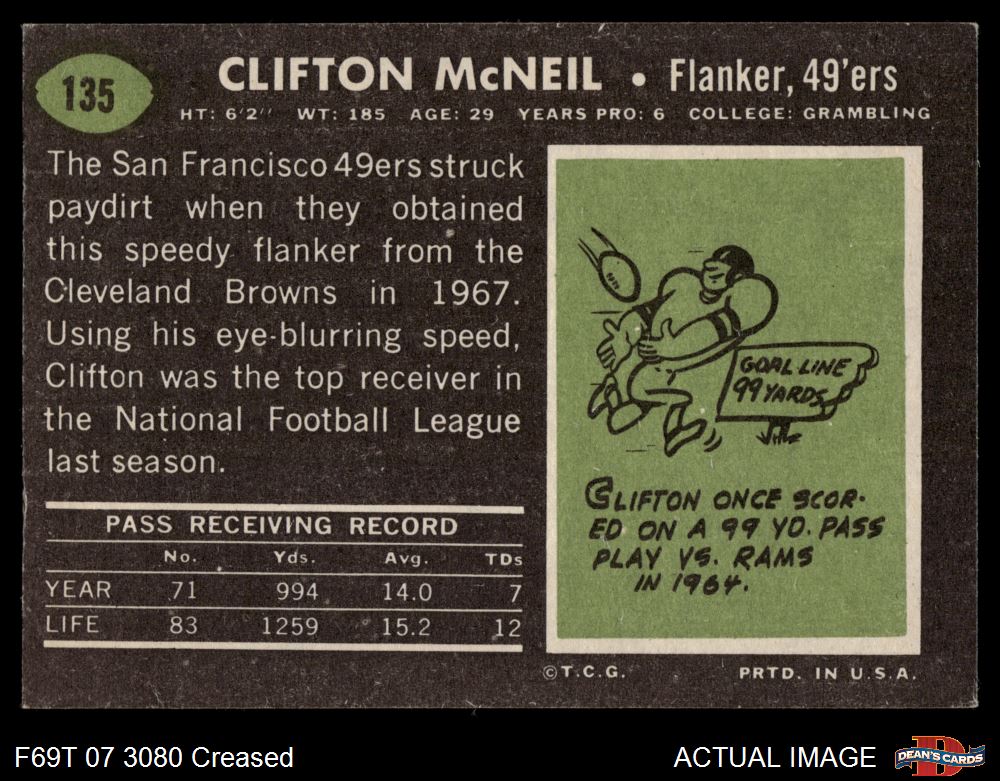 135
CLIFTON McNEIL • Flanker, 49'ers
HT: 6'2" WT: 185 AGE: 29 YEARS PRO: 6 COLLEGE: GRAMBLING
The San Francisco 49ers struck
paydirt when they obtained
this speedy flanker from the
Cleveland Browns in 1967.
Using his eye-blurring speed,
Clifton was the top receiver in
the National Football League
last season.
PASS RECEIVING RECORD
No. Yds. Avg. TDs
YEAR 71 994 14.0 7
LIFE 83 1259 15.2 12
GOAL LINE
99 YARDS
CLIFTON ONCE SCOR-
ED ON A 99 YD. PASS
PLAY VS. RAMS
IN 1964.
©T.C.G. PRTD. IN U.S.A.
F69T 07 3080 Creased
ACTUAL IMAGE
D
DEAN'S CARDS